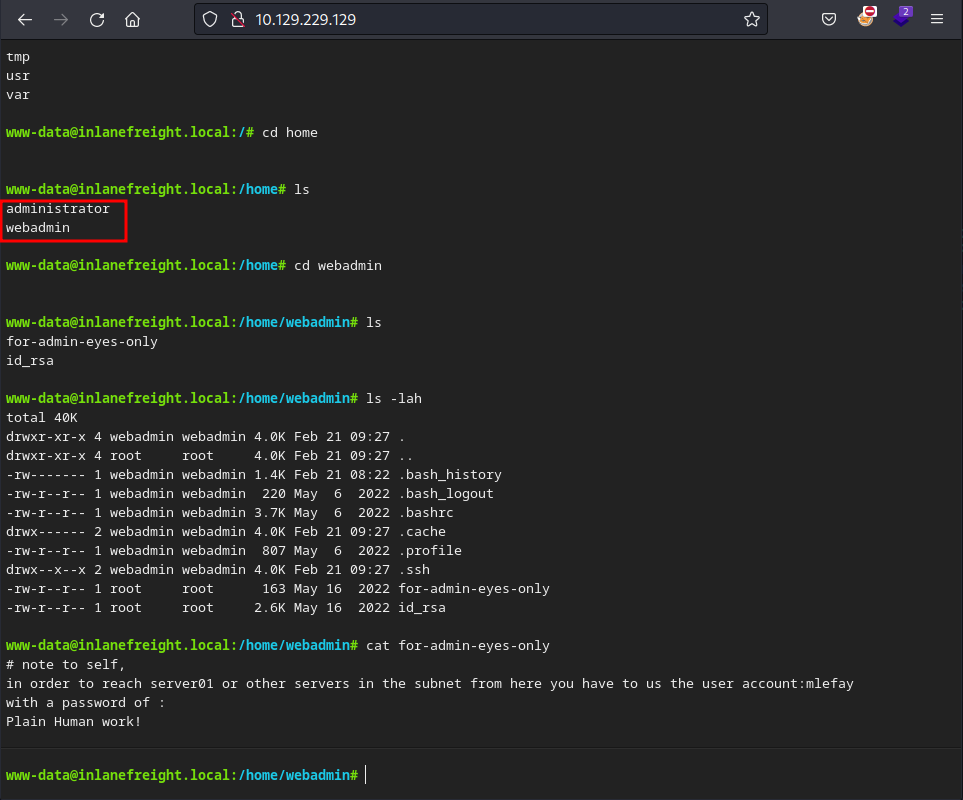 10.129.229.129
2
tmp
usr
var
www-data@inlanefreight.local:/# cd home
www-data@inlanefreight.local:/home# ls
administrator
webadmin
www-data@inlanefreight.local:/home# cd webadmin
www-data@inlanefreight.local:/home/webadmin# ls
for-admin-eyes-only
id_rsa
www-data@inlanefreight.local:/home/webadmin# ls -lah
total 40K
drwxr-xr-x 4 webadmin webadmin 4.0K Feb 21 09:27 .
drwxr-xr-x 4 root     root     4.0K Feb 21 09:27 ..
-rw------- 1 webadmin webadmin 1.4K Feb 21 08:22 .bash_history
-rw-r--r-- 1 webadmin webadmin  220 May  6  2022 .bash_logout
-rw-r--r-- 1 webadmin webadmin 3.7K May  6  2022 .bashrc
drwx------ 2 webadmin webadmin 4.0K Feb 21 09:27 .cache
-rw-r--r-- 1 webadmin webadmin  807 May  6  2022 .profile
drwx--x--x 2 webadmin webadmin 4.0K Feb 21 09:27 .ssh
-rw-r--r-- 1 root     root      163 May 16  2022 for-admin-eyes-only
-rw-r--r-- 1 root     root     2.6K May 16  2022 id_rsa
www-data@inlanefreight.local:/home/webadmin# cat for-admin-eyes-only
# note to self,
in order to reach server01 or other servers in the subnet from here you have to us the user account:mlefay
with a password of :
Plain Human work!
www-data@inlanefreight.local:/home/webadmin#